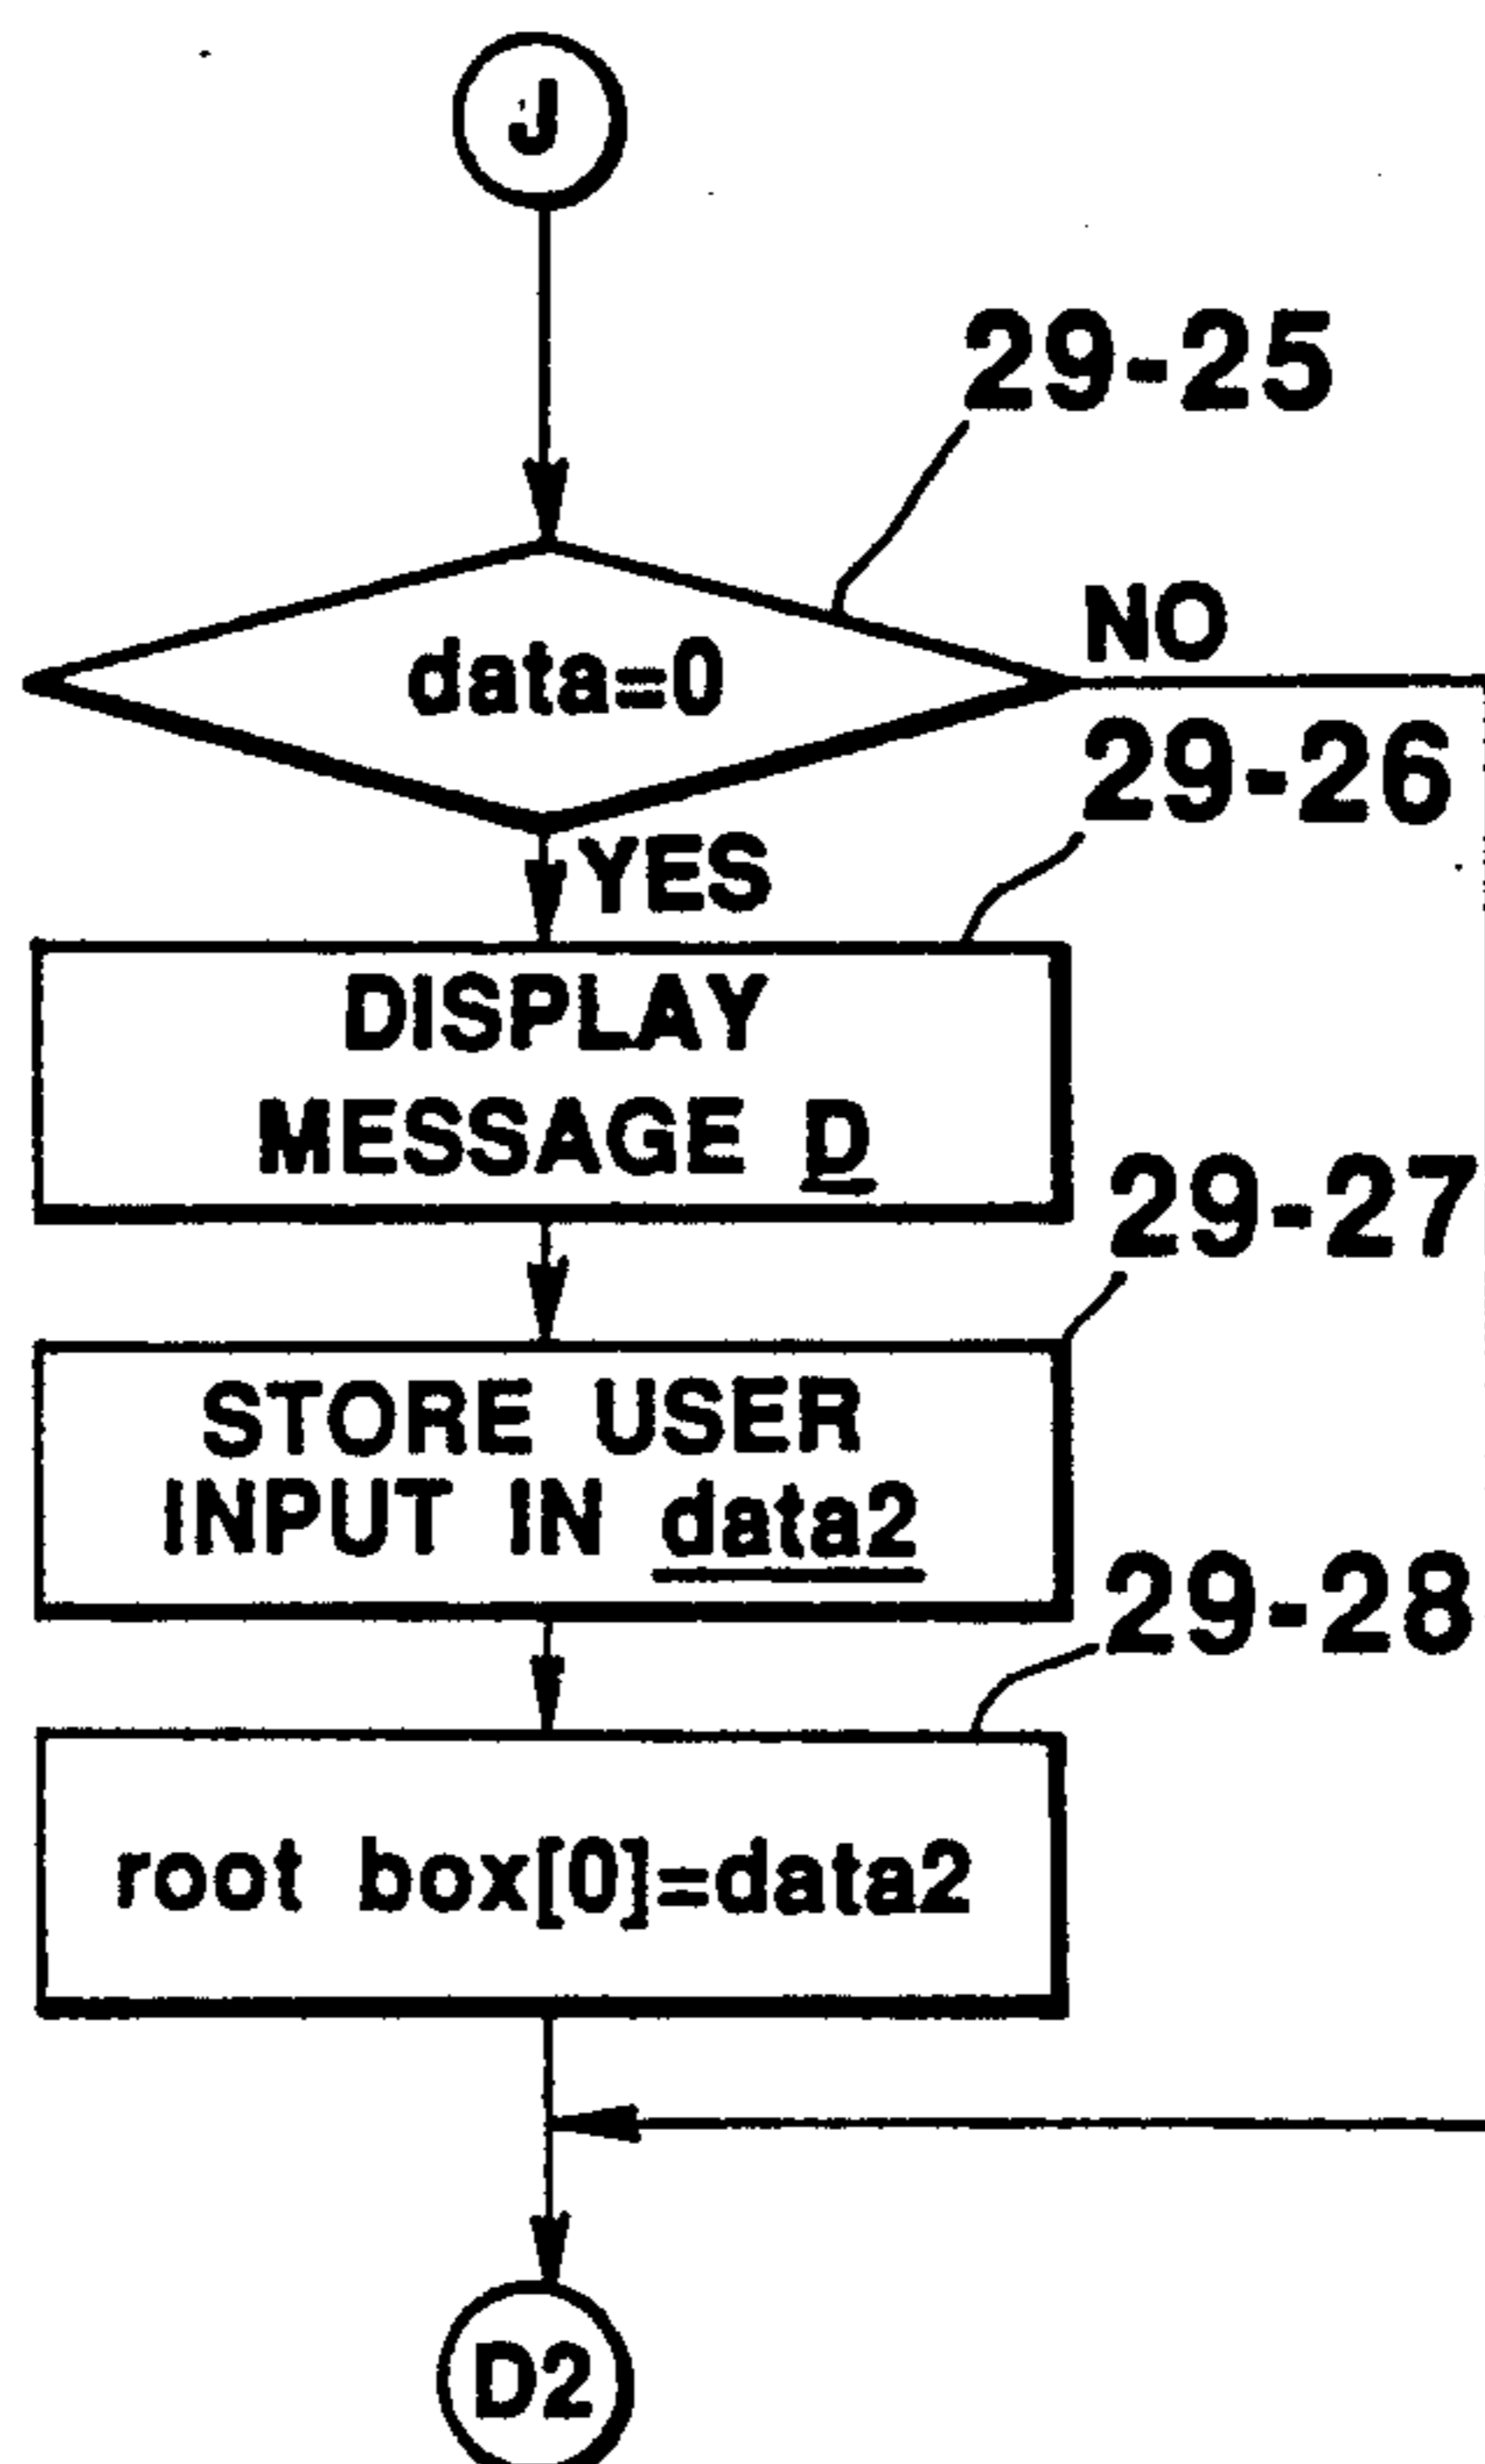 J
29-25
data=0
NO
29-26
YES
DISPLAY
MESSAGE D
29-27
STORE USER
INPUT IN data2
29-28
root box[0]=data2
D2